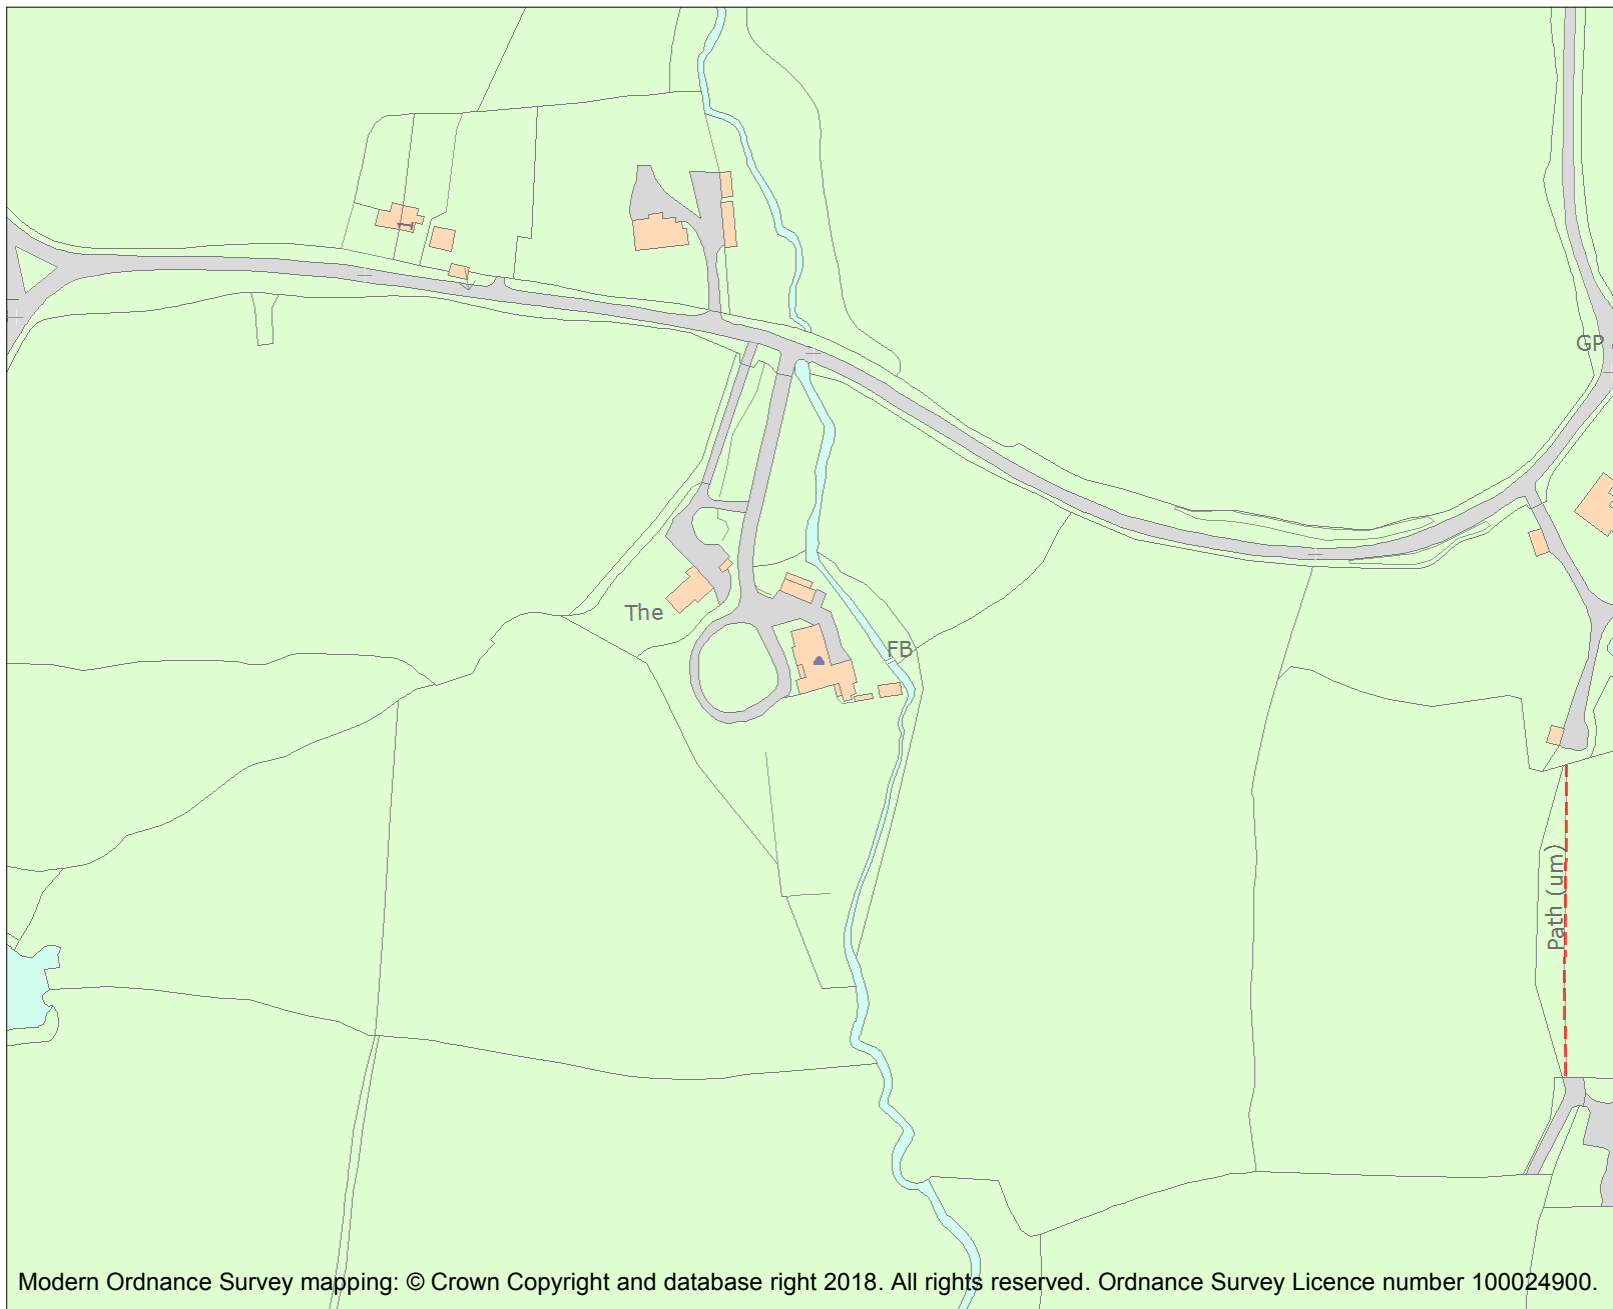 1
GP
The
FB
Path (um)
Modern Ordnance Survey mapping: © Crown Copyright and database right 2018. All rights reserved. Ordnance Survey Licence number 100024900.